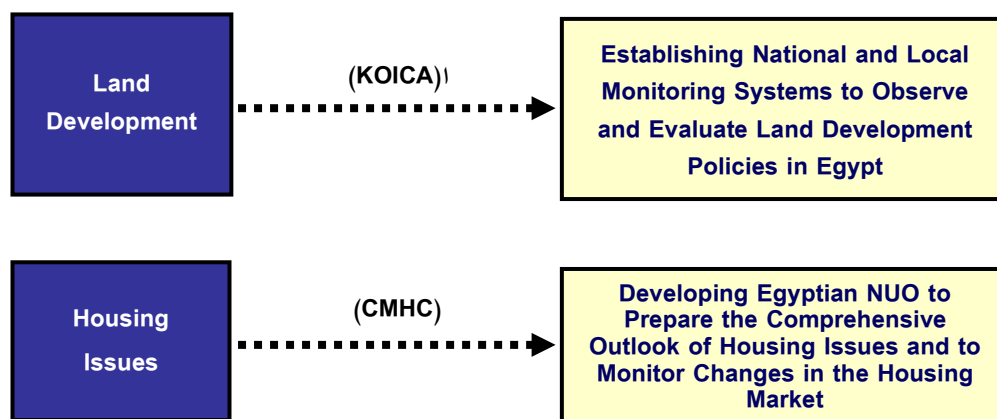 Land
Development
(KOICA)١
Establishing National and Local
Monitoring Systems to Observe
and Evaluate Land Development
Policies in Egypt
Housing
Issues
(CMHC)
Developing Egyptian NUO to
Prepare the Comprehensive
Outlook of Housing Issues and to
Monitor Changes in the Housing
Market